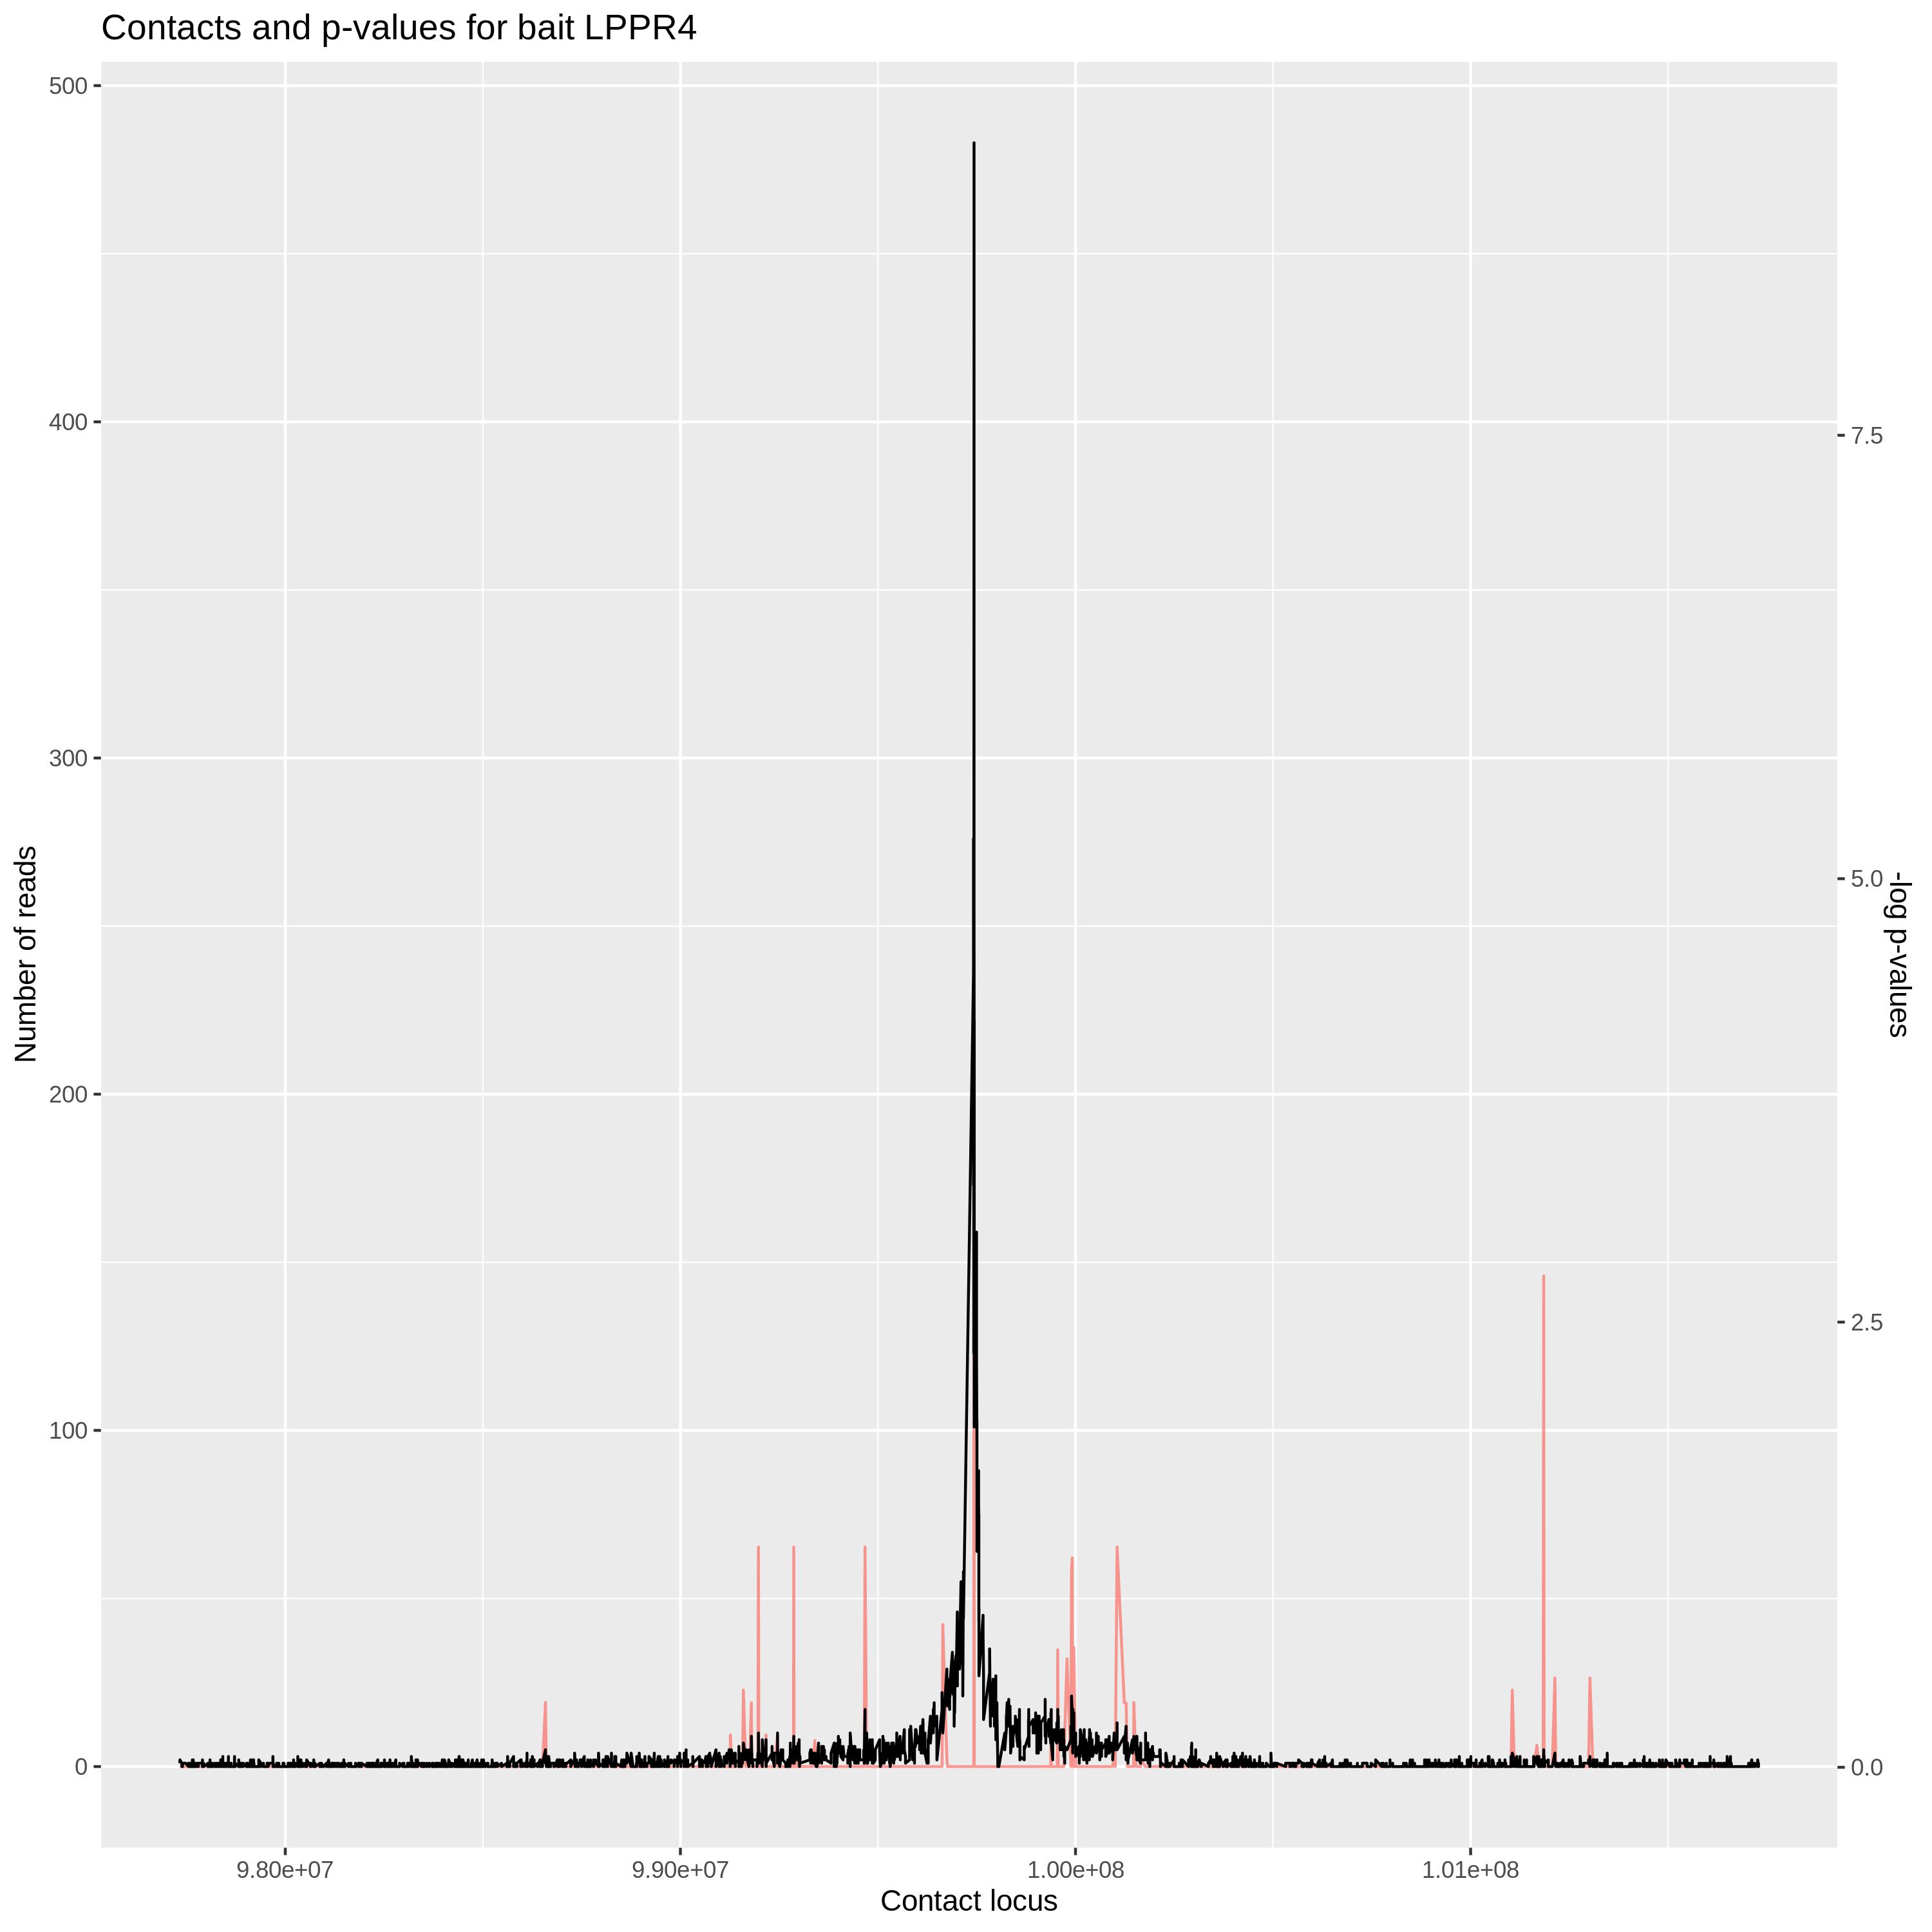 Contacts and p-values for bait LPPR4
500
400
300
200
100
0
Number of reads
7.5
5.0
2.5
0.0
-log p-values
9.80e+07
9.90e+07
1.00e+08
1.01e+08
Contact locus